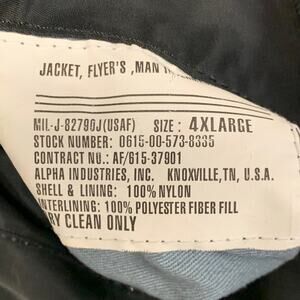 JACKET, FLYER'S ,MAN
MIL-J-82790J(USAF) SIZE : 4XLARGE
STOCK NUMBER: 0615-00-573-8335
CONTRACT NO.: AF/615-37901
ALPHA INDUSTRIES, INC. KNOXVILLE,TN, U.S.A.
SHELL & LINING: 100%NYLON
INTERLINING: 100% POLYESTER FIBER FILL
DRY CLEAN ONLY